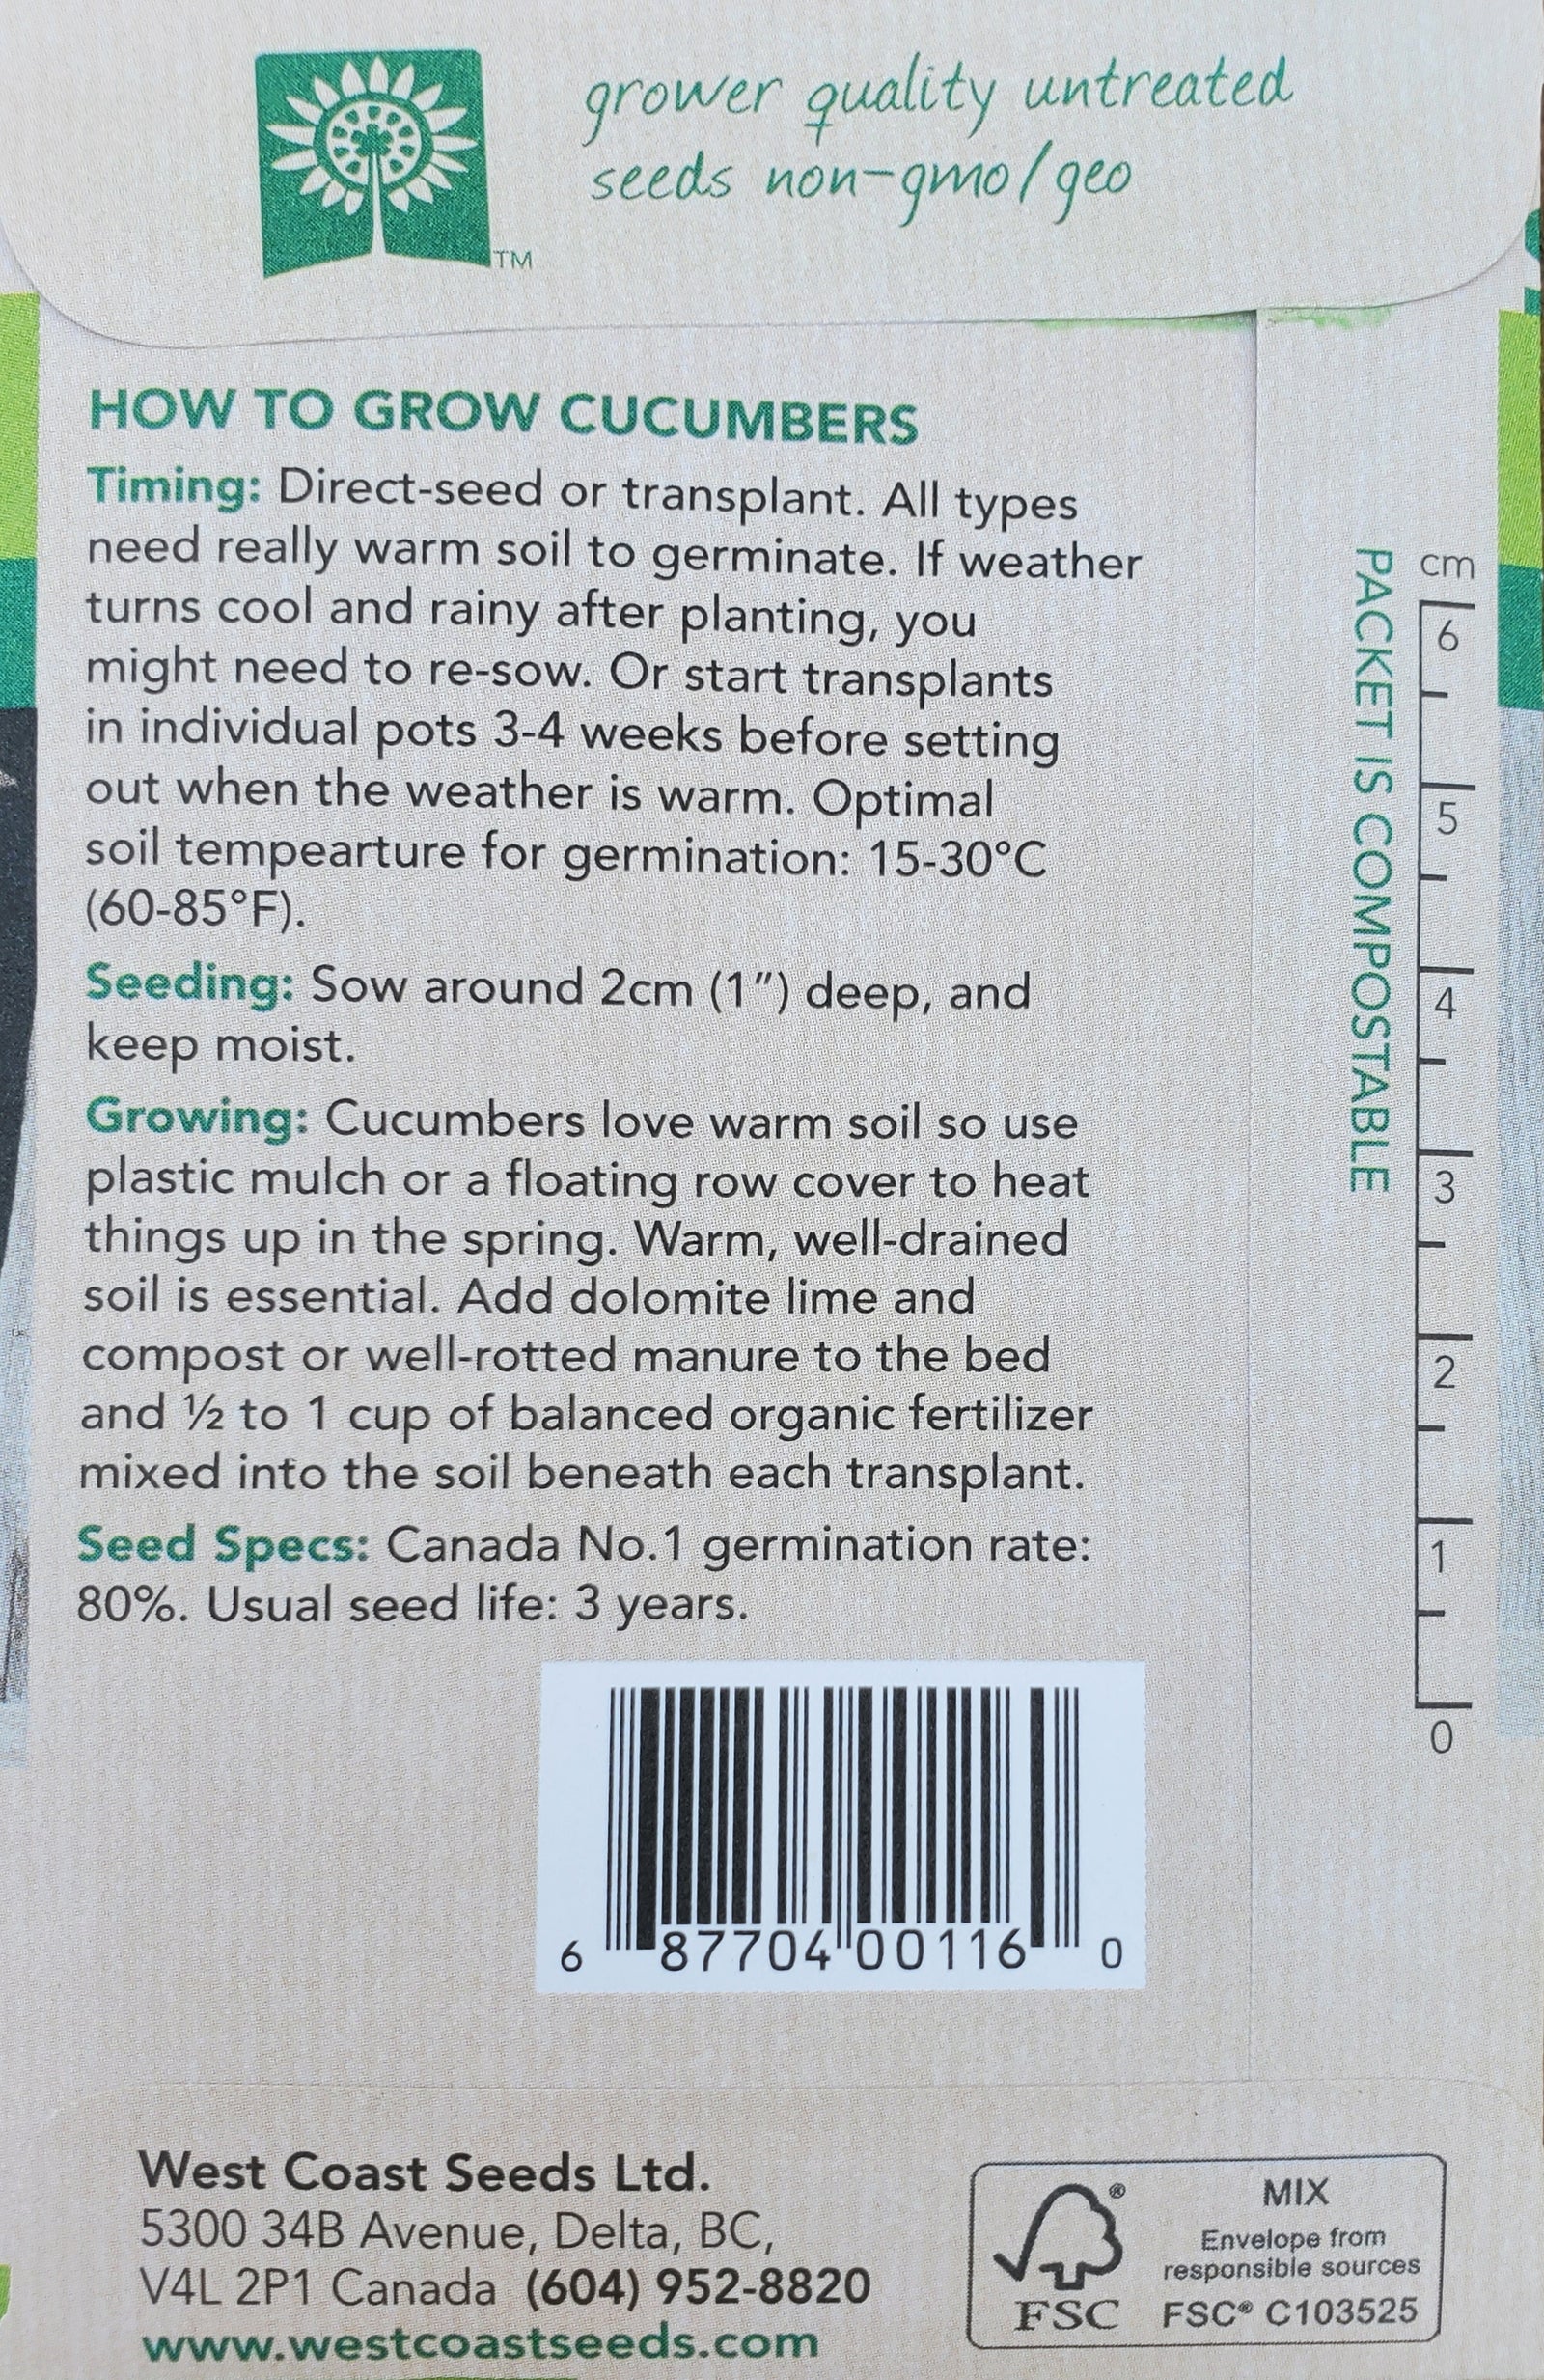 grower quality untreated
seeds non-gmo/geo
TM
HOW TO GROW CUCUMBERS
Timing: Direct-seed or transplant. All types
need really warm soil to germinate. If weather
turns cool and rainy after planting, you
might need to re-sow. Or start transplants
in individual pots 3-4 weeks before setting
out when the weather is warm. Optimal
soil tempearture for germination: 15-30°C
(60-85°F).
Seeding: Sow around 2cm (1″) deep, and
keep moist.
Growing: Cucumbers love warm soil so use
plastic mulch or a floating row cover to heat
things up in the spring. Warm, well-drained
soil is essential. Add dolomite lime and
compost or well-rotted manure to the bed
and ½ to 1 cup of balanced organic fertilizer
mixed into the soil beneath each transplant.
Seed Specs: Canada No.1 germination rate:
80%. Usual seed life: 3 years.
PACKET IS COMPOSTABLE
cm
6
5
4
3
2
1
0
6 87704 00116 0
West Coast Seeds Ltd.
5300 34B Avenue, Delta, BC,
V4L 2P1 Canada (604) 952-8820
www.westcoastseeds.com
®
FSC
MIX
Envelope from
responsible sources
FSC® C103525